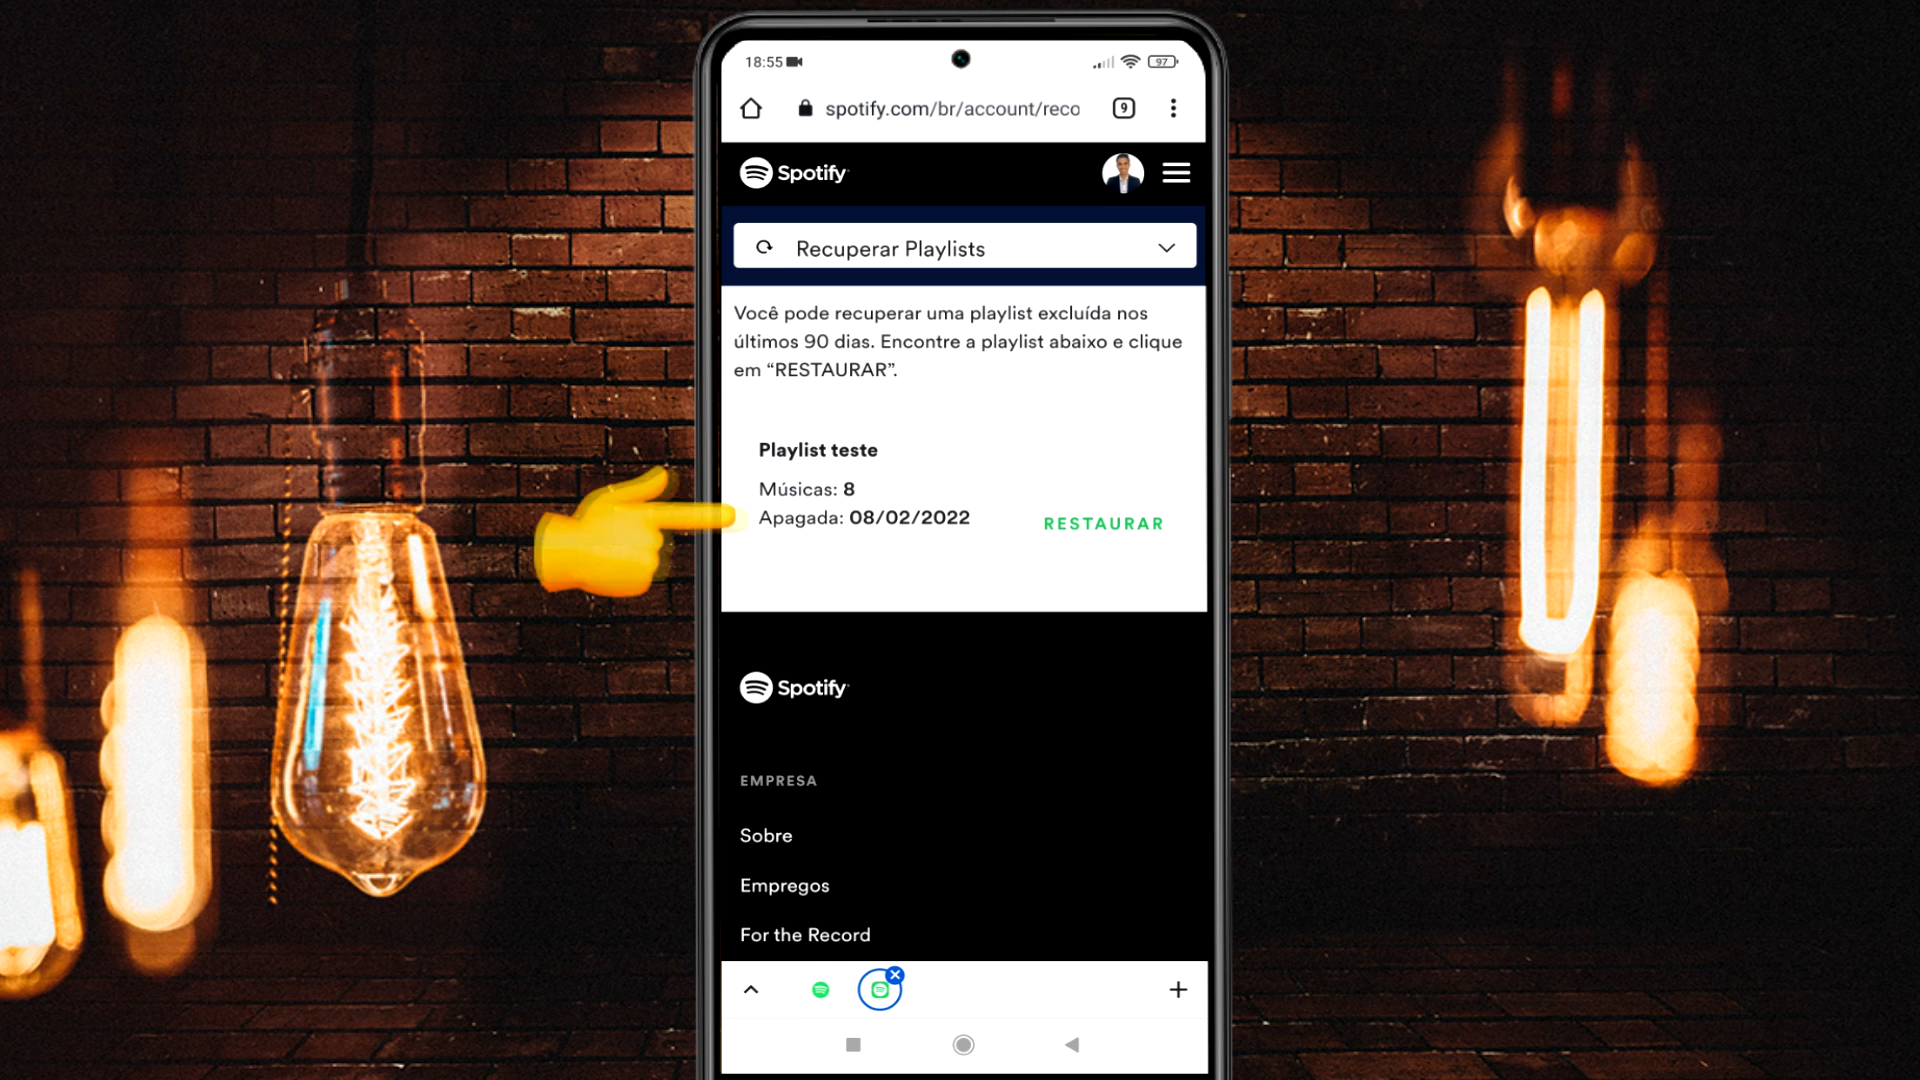 18:55
97
spotify.com/br/account/reco
9
Spotify
Recuperar Playlists
Você pode recuperar uma playlist excluída nos
últimos 90 dias. Encontre a playlist abaixo e clique
em “RESTAURAR”.
Playlist teste
Músicas: 8
Apagada: 08/02/2022
RESTAURAR
Spotify
EMPRESA
Sobre
Empregos
For the Record